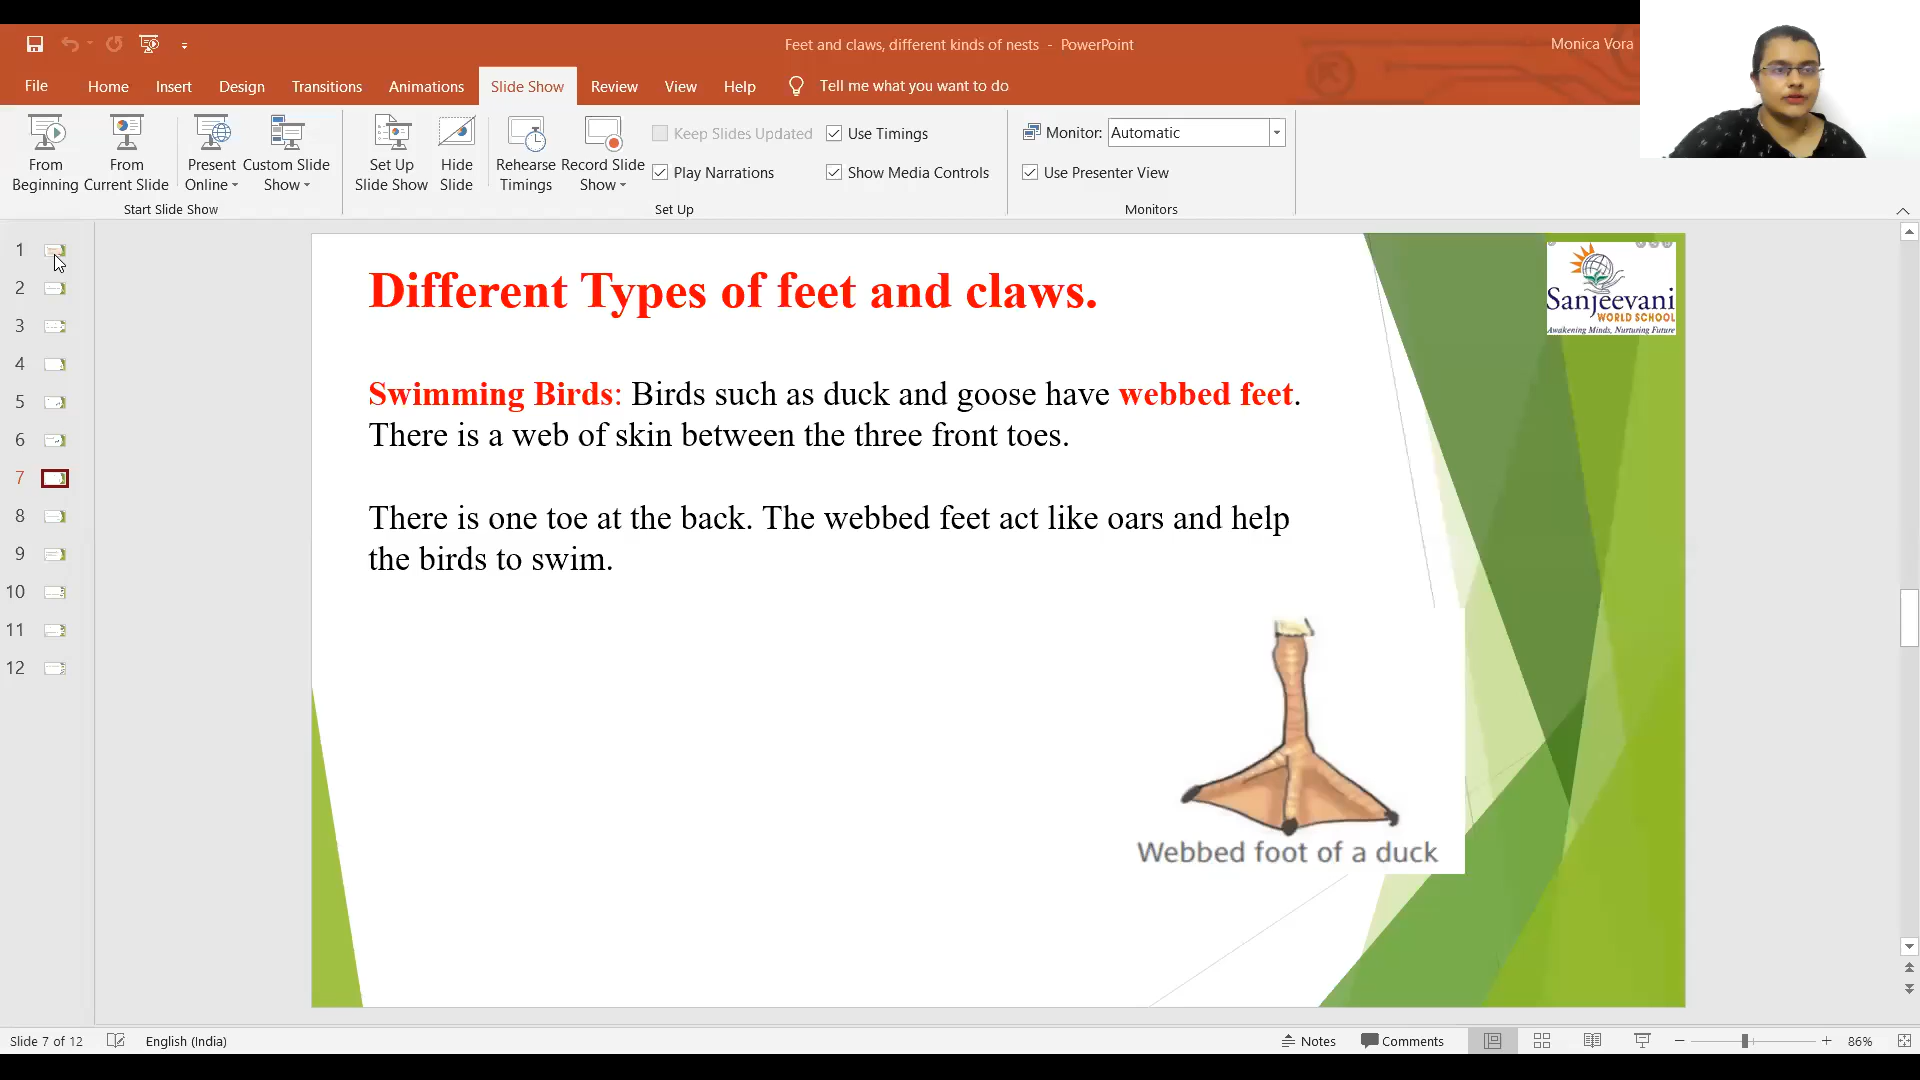 Feet and claws, different kinds of nests - PowerPoint
Monica Vora
File Home Insert Design Transitions Animations Slide Show Review View Help Tell me what you want to do
From Beginning
From Current Slide
Present Online
Custom Slide Show
Start Slide Show
Set Up Slide Show
Hide Slide
Rehearse Timings
Record Slide Show
Keep Slides Updated
Use Timings
Play Narrations
Show Media Controls
Set Up
Monitor: Automatic
Use Presenter View
Monitors
1
2
3
4
5
6
7
8
9
10
11
12
Different Types of feet and claws.
Sanjeevani
WORLD SCHOOL
Awakening Minds, Nurturing Future
Swimming Birds: Birds such as duck and goose have webbed feet.
There is a web of skin between the three front toes.
There is one toe at the back. The webbed feet act like oars and help
the birds to swim.
Webbed foot of a duck
Slide 7 of 12 English (India) Notes Comments 86%